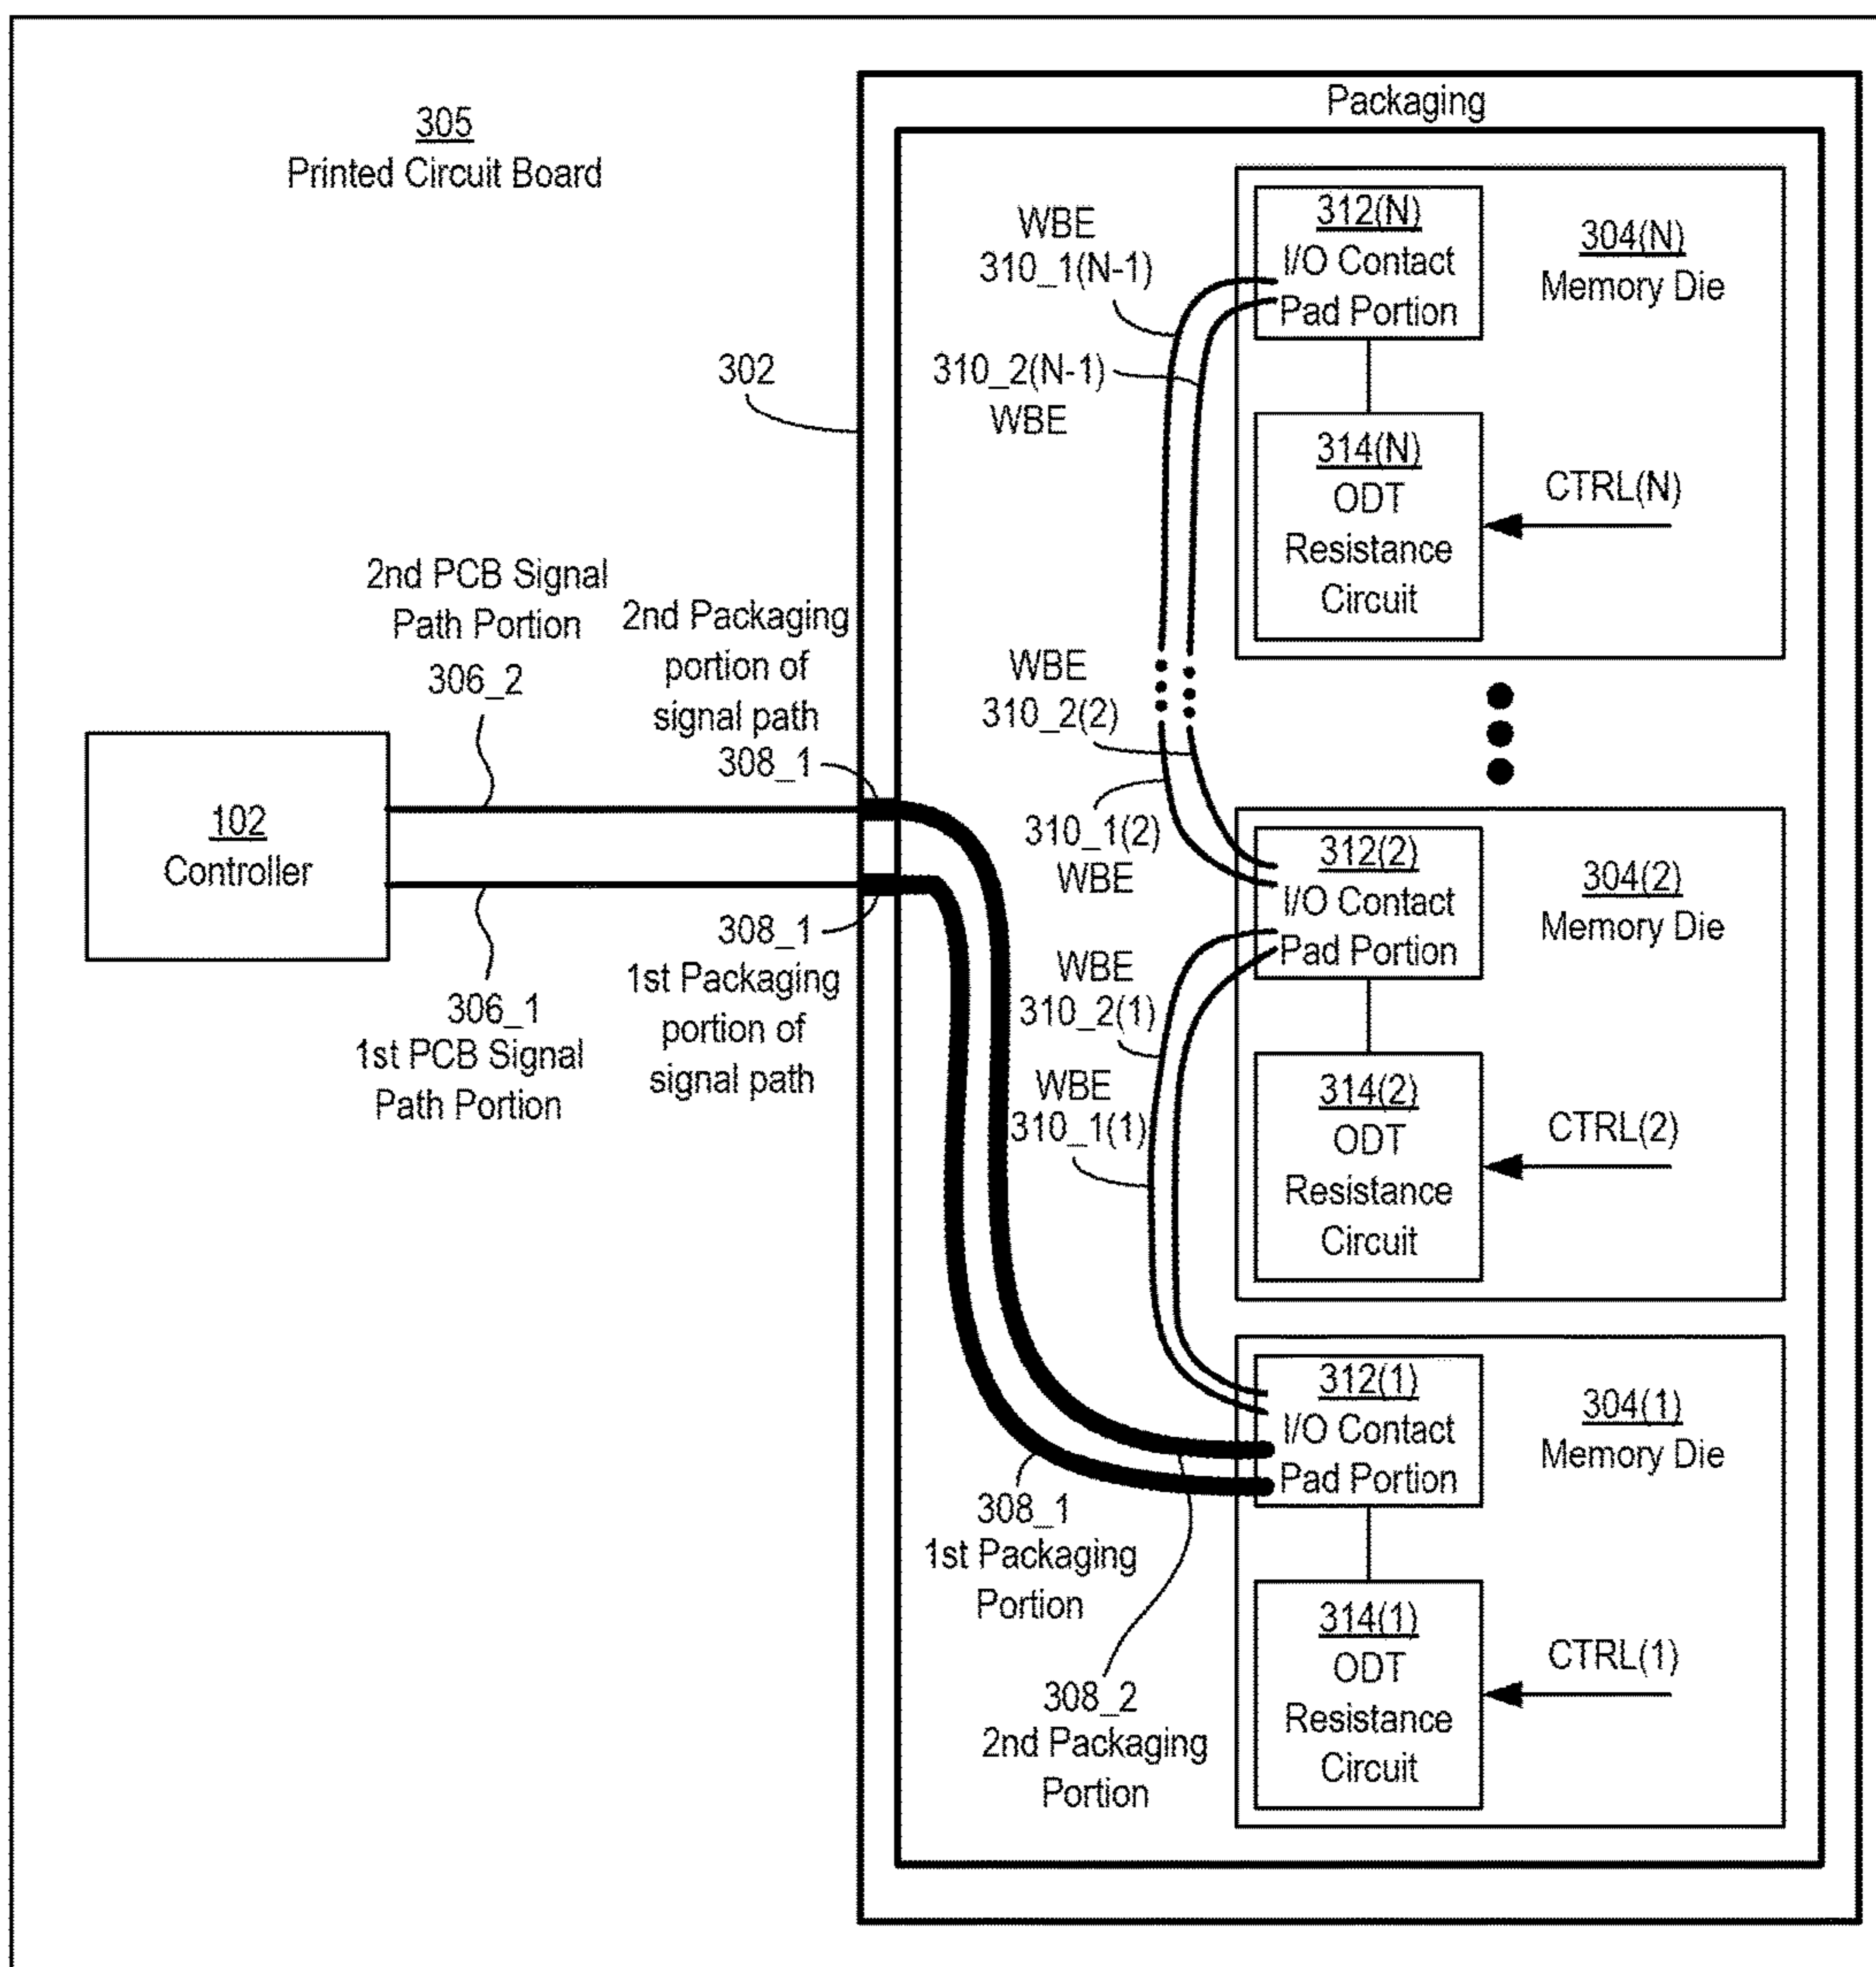 Packaging
305
Printed Circuit Board
312(N)
I/O Contact
Pad Portion
304(N)
Memory Die
WBE
310_1(N-1)
302
310_2(N-1)
WBE
314(N)
ODT
Resistance
Circuit
CTRL(N)
2nd PCB Signal
Path Portion
306_2
2nd Packaging
portion of
signal path
308_1
WBE
310_2(2)
310_1(2)
WBE
102
Controller
312(2)
I/O Contact
Pad Portion
304(2)
Memory Die
306_1
1st PCB Signal
Path Portion
308_1
1st Packaging
portion of
signal path
WBE
310_2(1)
WBE
310_1(1)
314(2)
ODT
Resistance
Circuit
CTRL(2)
312(1)
I/O Contact
Pad Portion
304(1)
Memory Die
308_1
1st Packaging
Portion
308_2
2nd Packaging
Portion
314(1)
ODT
Resistance
Circuit
CTRL(1)